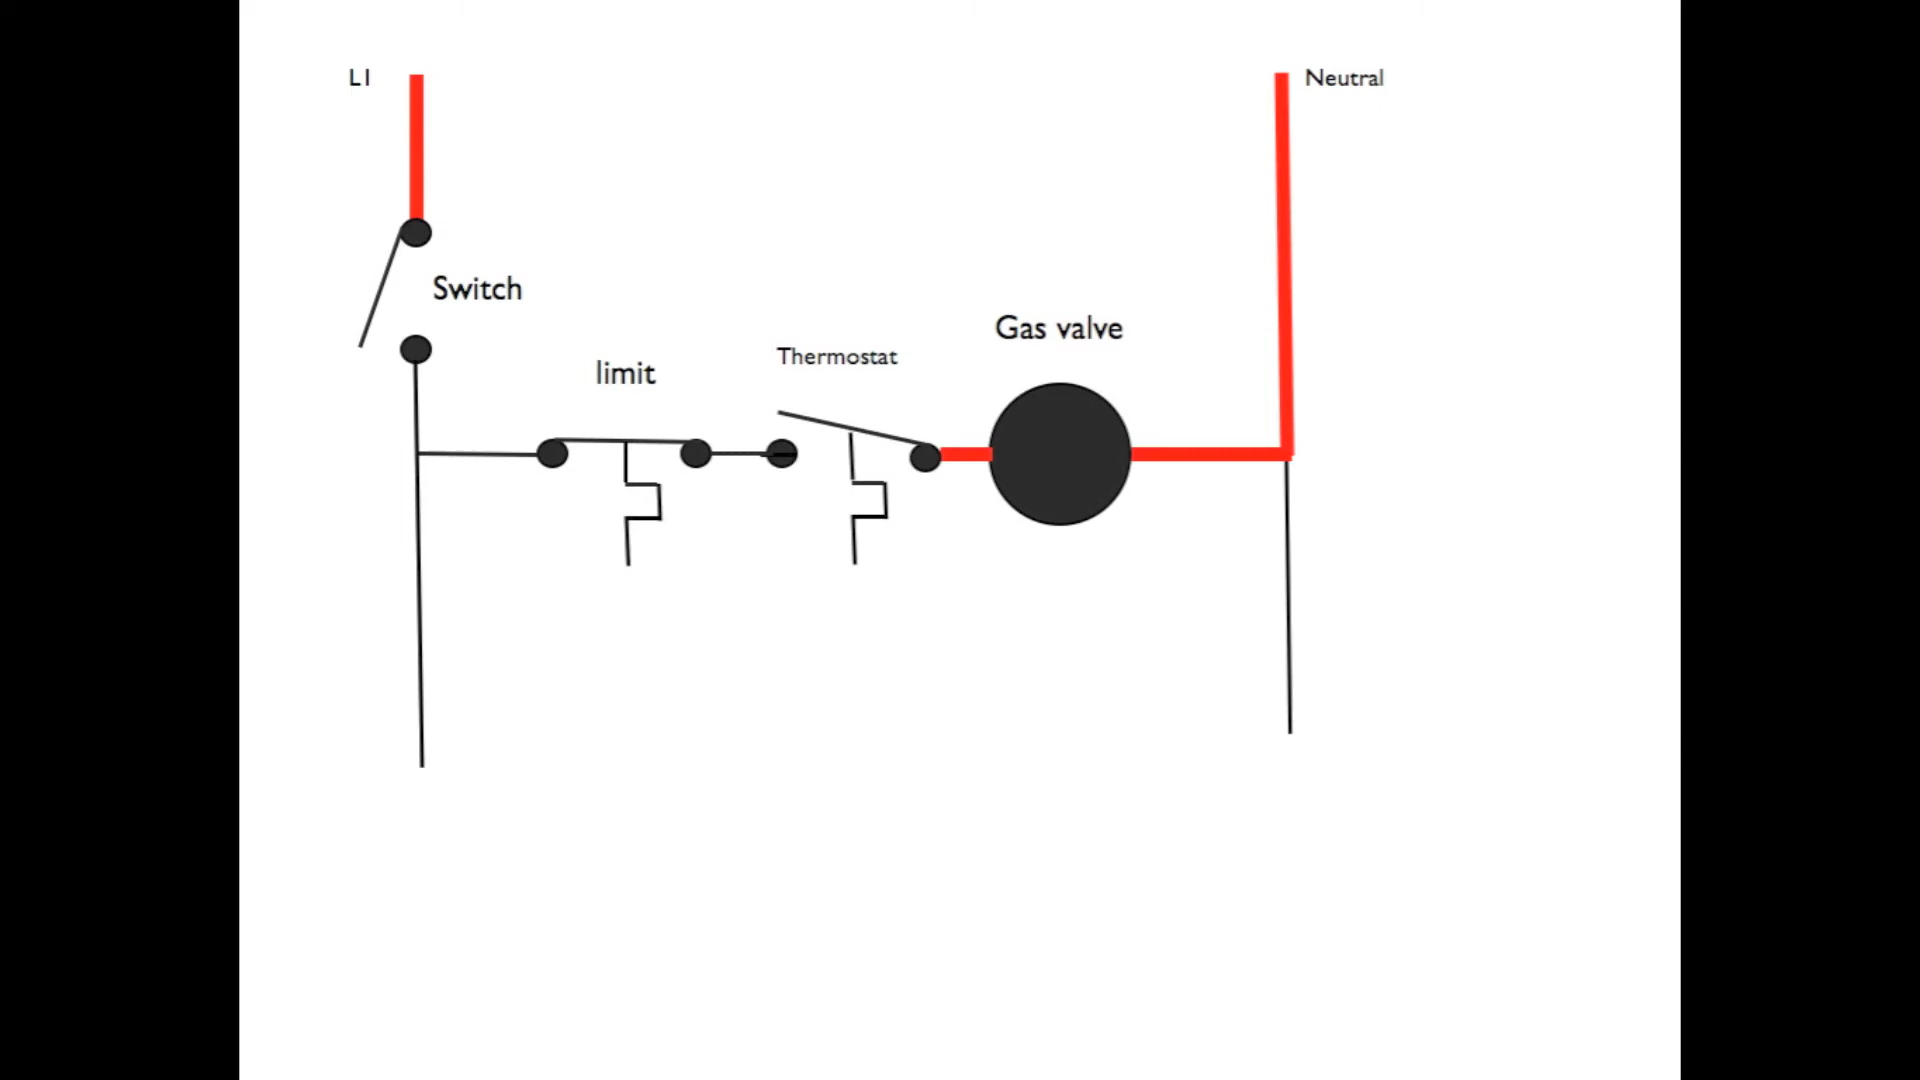 L1
Neutral
Switch
Gas valve
Thermostat
limit